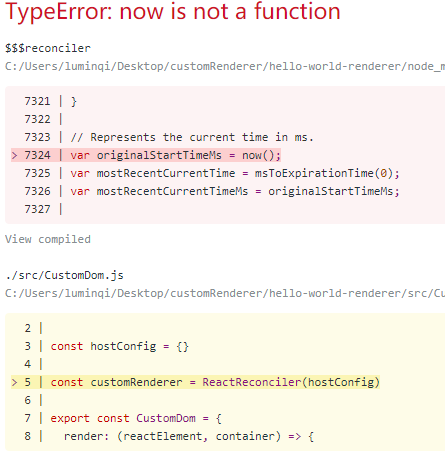 TypeError: now is not a function
$$$reconciler
C:/Users/luminqi/Desktop/customRenderer/hello-world-renderer/node_m
7321 | }
7322 |
7323 | // Represents the current time in ms.
> 7324 | var originalStartTimeMs = now();
7325 | var mostRecentCurrentTime = msToExpirationTime(0);
7326 | var mostRecentCurrentTimeMs = originalStartTimeMs;
7327 |
View compiled
./src/CustomDom.js
C:/Users/luminqi/Desktop/customRenderer/hello-world-renderer/src/Cu
2 |
3 | const hostConfig = {}
4 |
> 5 | const customRenderer = ReactReconciler(hostConfig)
6 |
7 | export const CustomDom = {
8 | render: (reactElement, container) => {